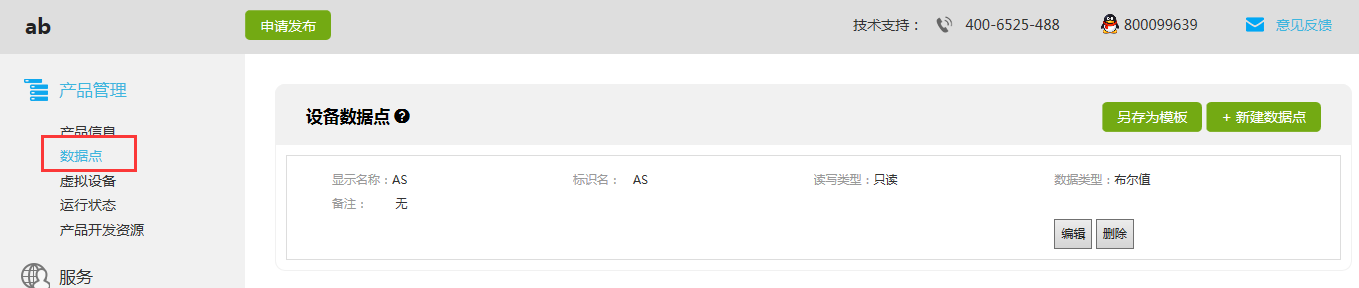 ab
申请发布
技术支持： 400-6525-488 800099639 意见反馈
产品管理
产品信息
数据点
虚拟设备
运行状态
产品开发资源
服务
设备数据点 ?
另存为模板
+ 新建数据点
显示名称：AS 标识名： AS 读写类型：只读 数据类型：布尔值
备注： 无
编辑 删除